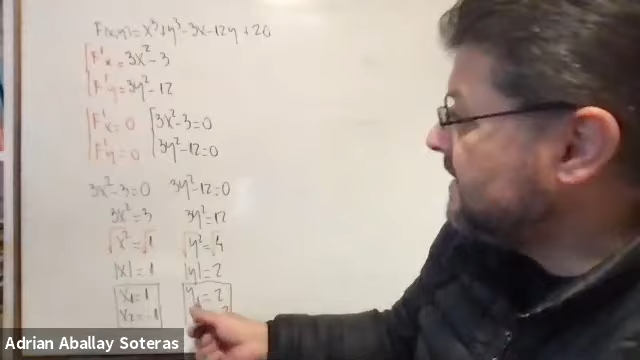 F(x,y)=x³+y³-3x-12y+20
F'x=3x²-3
F'y=3y²-12
F'x=0 3x²-3=0
F'y=0 3y²-12=0
3x²-3=0 3y²-12=0
3x²=3 3y²=12
√x²=√1 √y²=√4
|x|=1 |y|=2
x₁=1 y₁=2
x₂=-1
Adrian Aballay Soteras